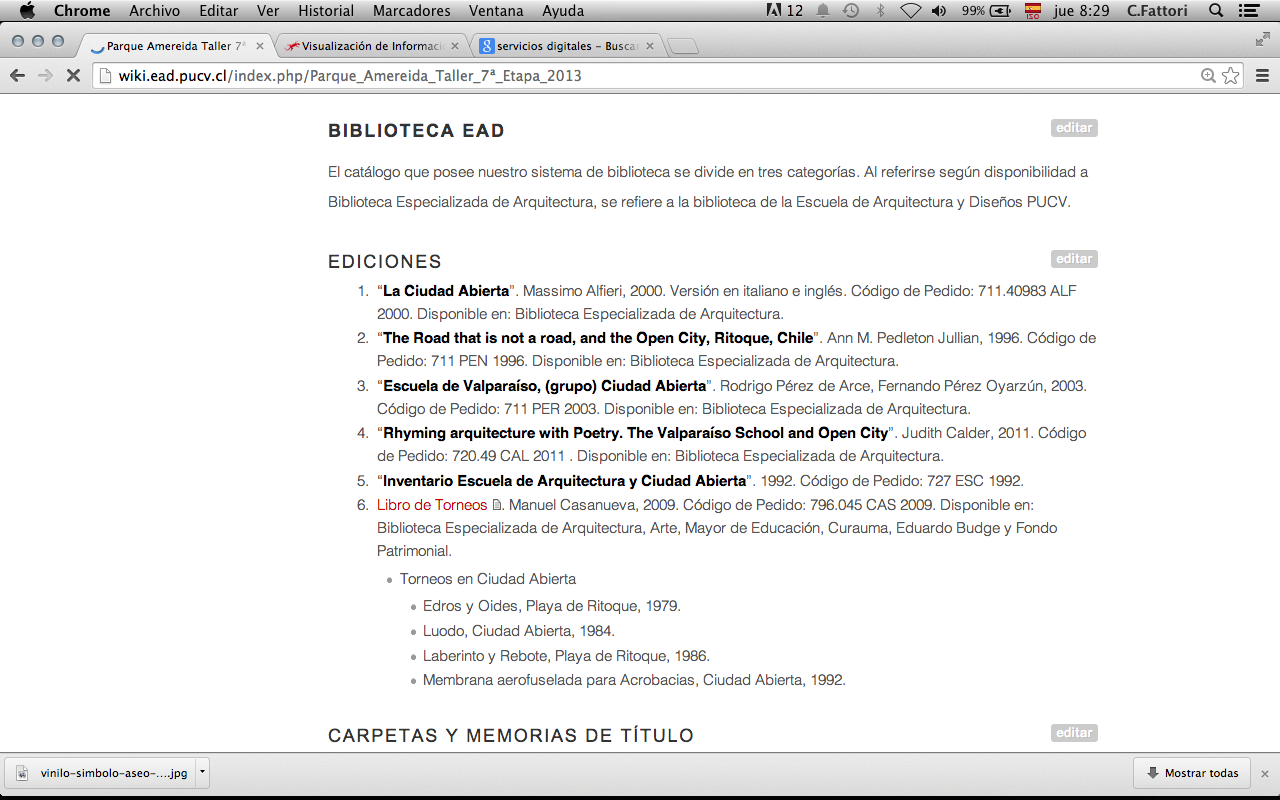 Chrome Archivo Editar Ver Historial Marcadores Ventana Ayuda 12 99% ISO jue 8:29 C.Fattori
Parque Amereida Taller 7ª Visualización de Informaci servicios digitales – Busca
wiki.ead.pucv.cl/index.php/Parque_Amereida_Taller_7ª_Etapa_2013
BIBLIOTECA EAD editar
El catálogo que posee nuestro sistema de biblioteca se divide en tres categorías. Al referirse según disponibilidad a
Biblioteca Especializada de Arquitectura, se refiere a la biblioteca de la Escuela de Arquitectura y Diseños PUCV.
EDICIONES editar
1. “La Ciudad Abierta”. Massimo Alfieri, 2000. Versión en italiano e inglés. Código de Pedido: 711.40983 ALF
2000. Disponible en: Biblioteca Especializada de Arquitectura.
2. “The Road that is not a road, and the Open City, Ritoque, Chile”. Ann M. Pedleton Jullian, 1996. Código de
Pedido: 711 PEN 1996. Disponible en: Biblioteca Especializada de Arquitectura.
3. “Escuela de Valparaíso, (grupo) Ciudad Abierta”. Rodrigo Pérez de Arce, Fernando Pérez Oyarzún, 2003.
Código de Pedido: 711 PER 2003. Disponible en: Biblioteca Especializada de Arquitectura.
4. “Rhyming arquitecture with Poetry. The Valparaíso School and Open City”. Judith Calder, 2011. Código
de Pedido: 720.49 CAL 2011 . Disponible en: Biblioteca Especializada de Arquitectura.
5. “Inventario Escuela de Arquitectura y Ciudad Abierta”. 1992. Código de Pedido: 727 ESC 1992.
6. Libro de Torneos. Manuel Casanueva, 2009. Código de Pedido: 796.045 CAS 2009. Disponible en:
Biblioteca Especializada de Arquitectura, Arte, Mayor de Educación, Curauma, Eduardo Budge y Fondo
Patrimonial.
• Torneos en Ciudad Abierta
• Edros y Oides, Playa de Ritoque, 1979.
• Luodo, Ciudad Abierta, 1984.
• Laberinto y Rebote, Playa de Ritoque, 1986.
• Membrana aerofuselada para Acrobacias, Ciudad Abierta, 1992.
CARPETAS Y MEMORIAS DE TÍTULO editar
vinilo-simbolo-aseo-....jpg Mostrar todas